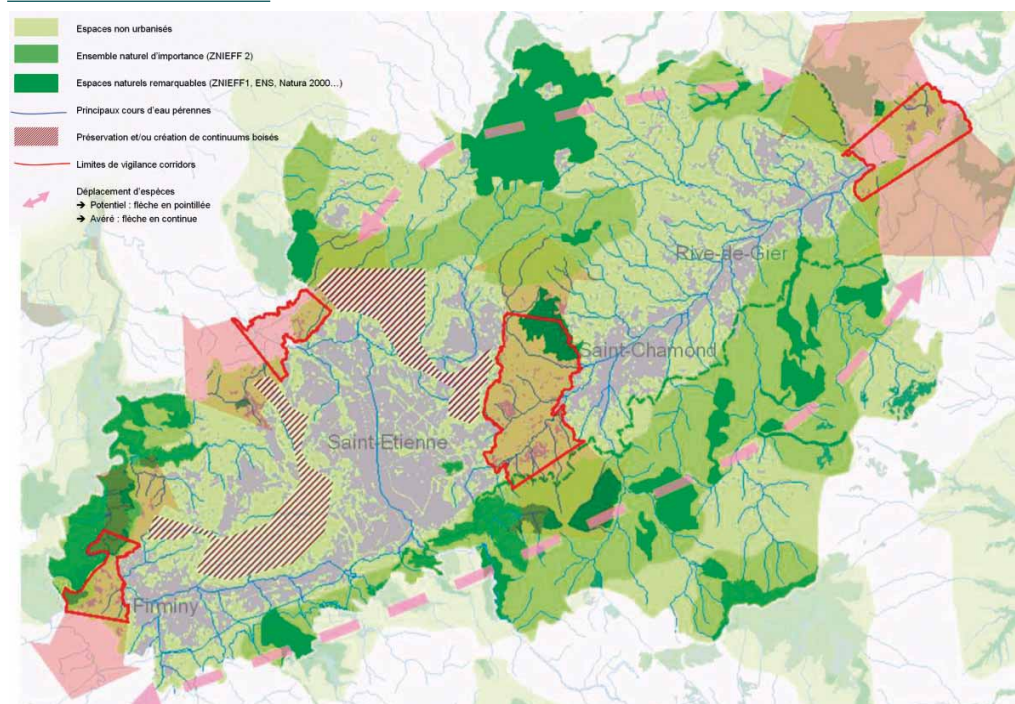 Espaces non urbanisés
Ensemble naturel d'importance (ZNIEFF 2)
Espaces naturels remarquables (ZNIEFF1, ENS, Natura 2000…)
Principaux cours d'eau pérennes
Préservation et/ou création de continuums boisés
Limites de vigilance corridors
Déplacement d'espèces
➔ Potentiel : flèche en pointillée
➔ Avéré : flèche en continue
Rive-de-Gier
Saint-Chamond
Saint-Etienne
Firminy